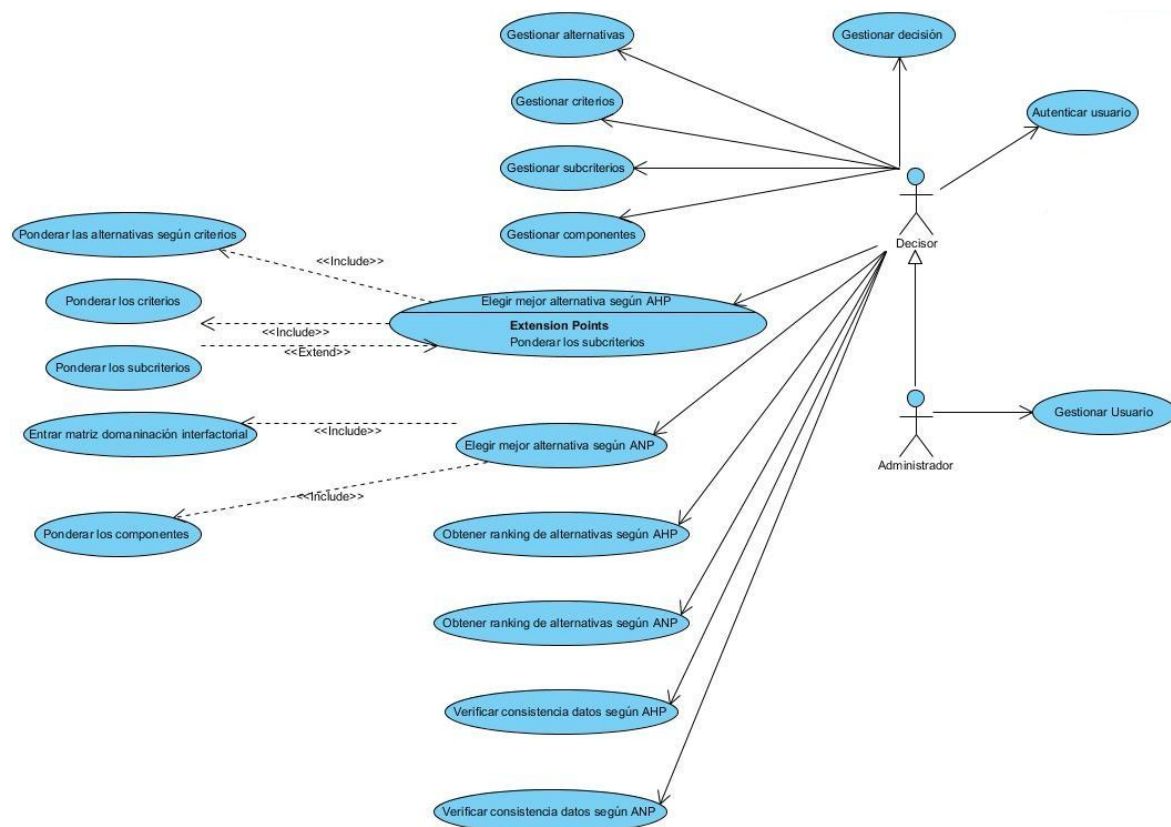 Gestionar alternativas
Gestionar decisión
Gestionar criterios
Autenticar usuario
Gestionar subcriterios
Gestionar componentes
Decisor
Ponderar las alternativas según criterios
<<Include>>
Ponderar los criterios
Elegir mejor alternativa según AHP
Extension Points
Ponderar los subcriterios
<<Include>>
<<Extend>>
Ponderar los subcriterios
Entrar matriz domaninación interfactorial
<<Include>>
Elegir mejor alternativa según ANP
Gestionar Usuario
Administrador
<<Include>>
Ponderar los componentes
Obtener ranking de alternativas según AHP
Obtener ranking de alternativas según ANP
Verificar consistencia datos según AHP
Verificar consistencia datos según ANP